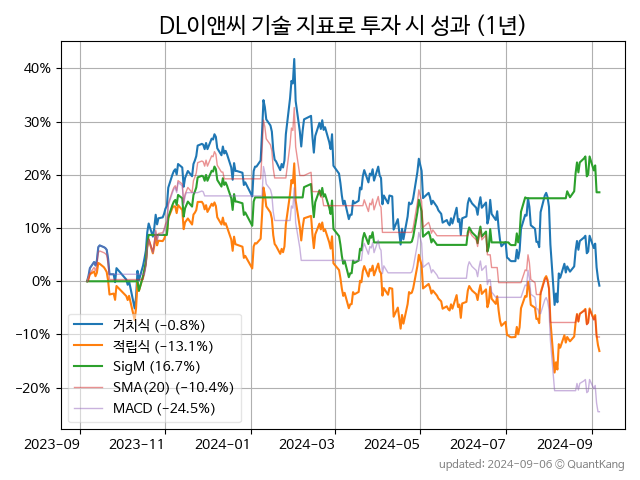 DL이앤씨 기술 지표로 투자 시 성과 (1년)
40%
30%
20%
10%
0%
−10%
−20%
거치식 (−0.8%)
적립식 (−13.1%)
SigM (16.7%)
SMA(20) (−10.4%)
MACD (−24.5%)
2023−09 2023−11 2024−01 2024−03 2024−05 2024−07 2024−09
updated: 2024−09−06 ⓒ QuantKang